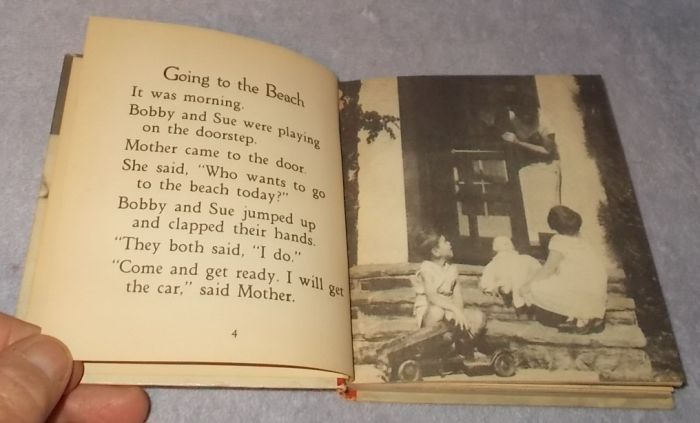 Going to the Beach
It was morning.
Bobby and Sue were playing
on the doorstep.
Mother came to the door.
She said, "Who wants to go
to the beach today?"
Bobby and Sue jumped up
and clapped their hands.
"They both said, "I do."
"Come and get ready. I will get
the car," said Mother.
4